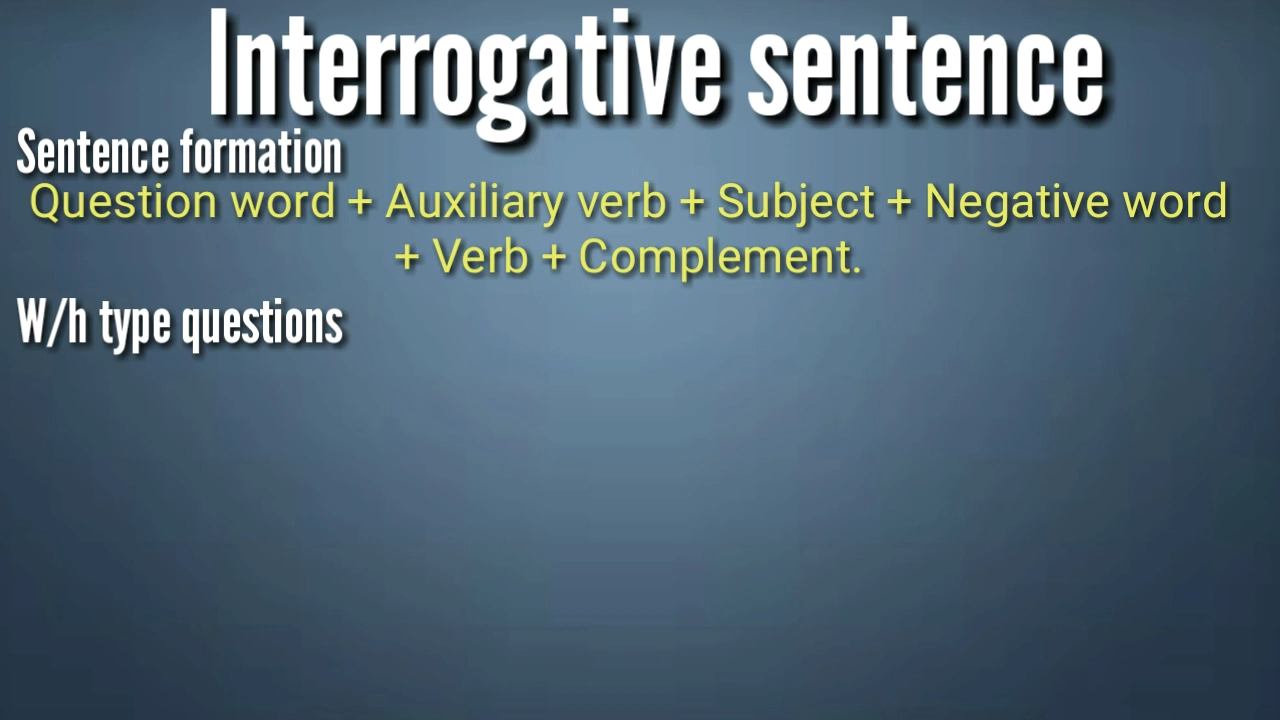 Interrogative sentence
Sentence formation
Question word + Auxiliary verb + Subject + Negative word
+ Verb + Complement.
W/h type questions